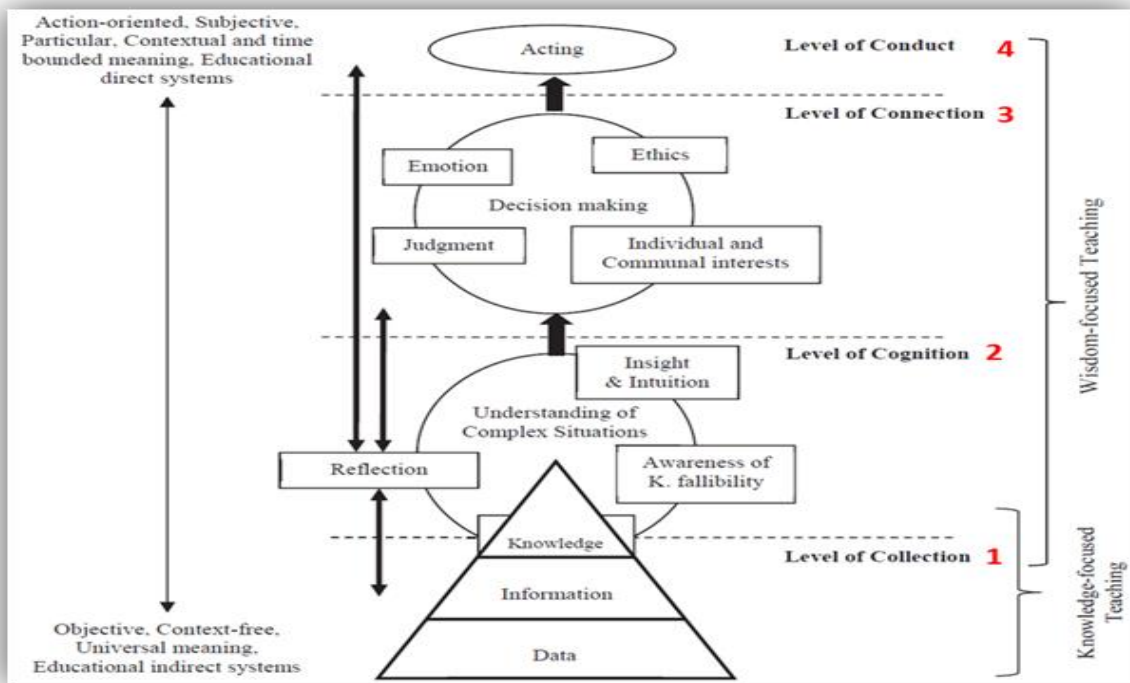 Action-oriented, Subjective,
Particular, Contextual and time
bounded meaning, Educational
direct systems
Acting
Level of Conduct 4
Level of Connection 3
Emotion
Ethics
Decision making
Judgment
Individual and
Communal interests
Level of Cognition 2
Insight
& Intuition
Understanding of
Complex Situations
Reflection
Awareness of
K. fallibility
Knowledge
Level of Collection 1
Information
Data
Objective, Context-free,
Universal meaning,
Educational indirect systems
Wisdom-focused Teaching
Knowledge-focused
Teaching